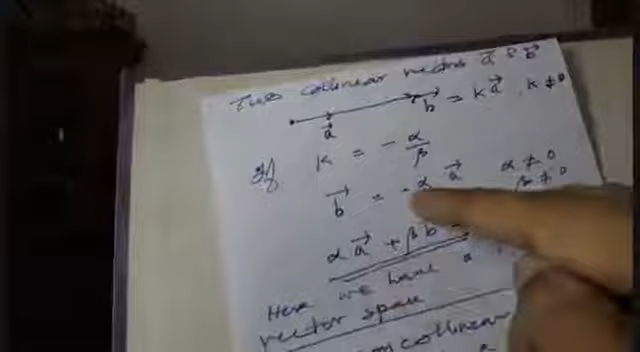 Two collinear vectors a⃗ & b⃗
a⃗ b⃗ = k a⃗ , k ≠ 0
If k = - α/β
b⃗ = - α a⃗ α ≠ 0
β ≠ 0
α a⃗ + β b
Here we have a
vector space
collinear
a